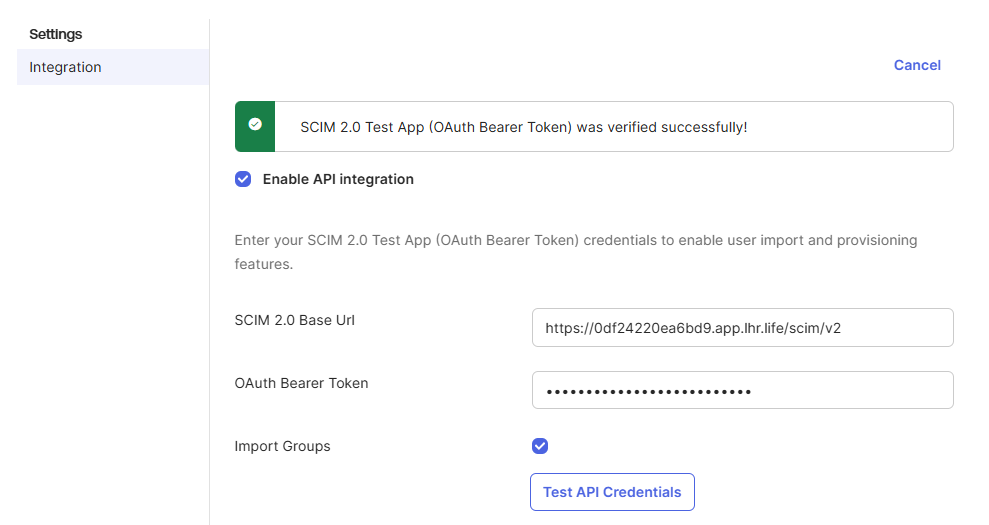 Settings
Integration
Cancel
SCIM 2.0 Test App (OAuth Bearer Token) was verified successfully!
Enable API integration
Enter your SCIM 2.0 Test App (OAuth Bearer Token) credentials to enable user import and provisioning
features.
SCIM 2.0 Base Url
https://0df24220ea6bd9.app.lhr.life/scim/v2
OAuth Bearer Token
••••••••••••••••••••••••••
Import Groups
Test API Credentials